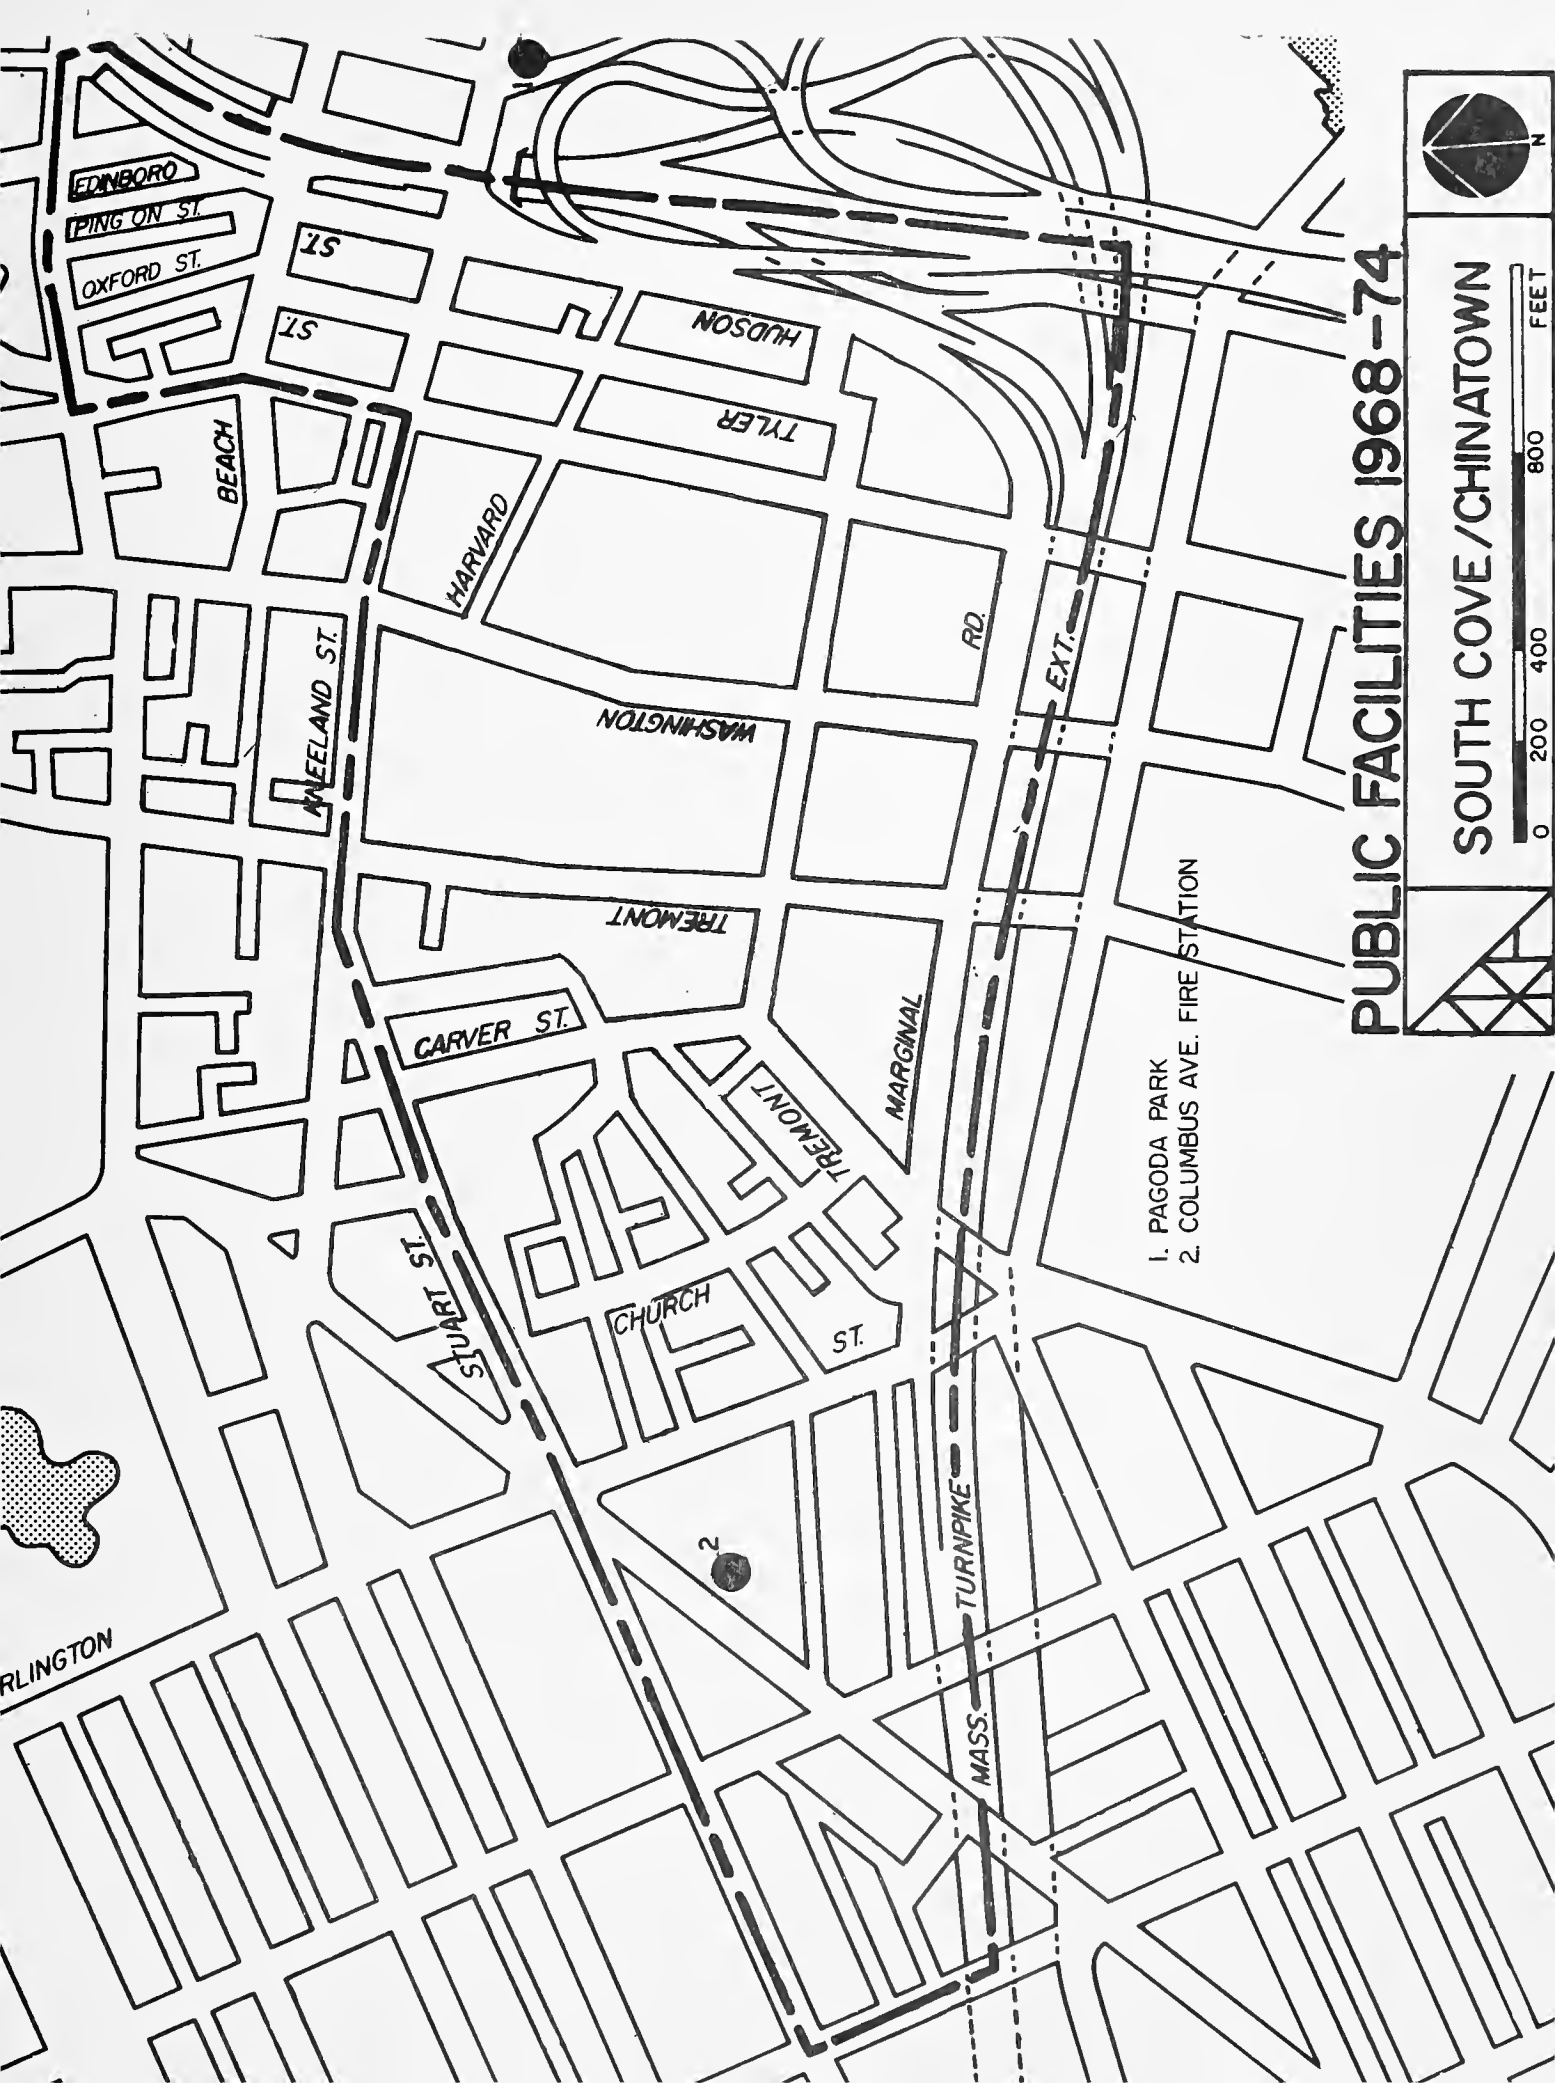 EDINBORO
PING ON ST.
OXFORD ST.
ST.
ST.
BEACH
KNEELAND ST.
HARVARD
HUDSON
TYLER
WASHINGTON
TREMONT
CARVER ST.
TREMONT
TREMONT
MARGINAL
RD.
STUART ST.
CHURCH
ST.
RLINGTON
MASS. TURNPIKE EXT.
1
2
1. PAGODA PARK
2. COLUMBUS AVE. FIRE STATION
PUBLIC FACILITIES 1968-74
SOUTH COVE/CHINATOWN
0 200 400 800
FEET
N